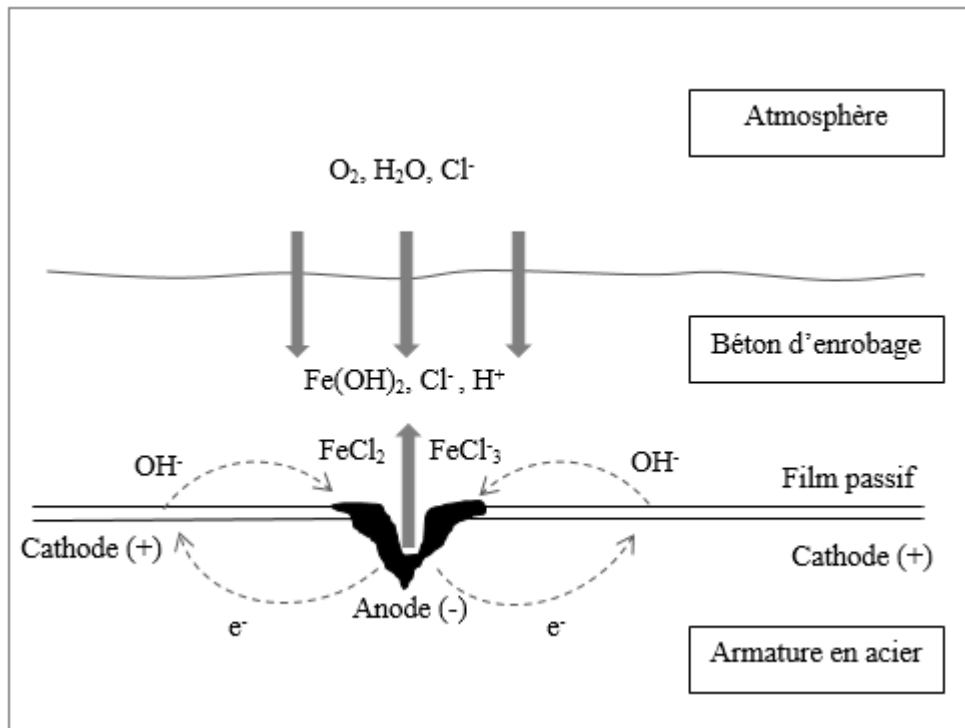 Atmosphère
O₂, H₂O, Cl⁻
Béton d’enrobage
Fe(OH)₂, Cl⁻ , H⁺
FeCl₂
FeCl⁻₃
OH⁻
OH⁻
Film passif
Cathode (+)
Cathode (+)
Anode (-)
e⁻
e⁻
Armature en acier